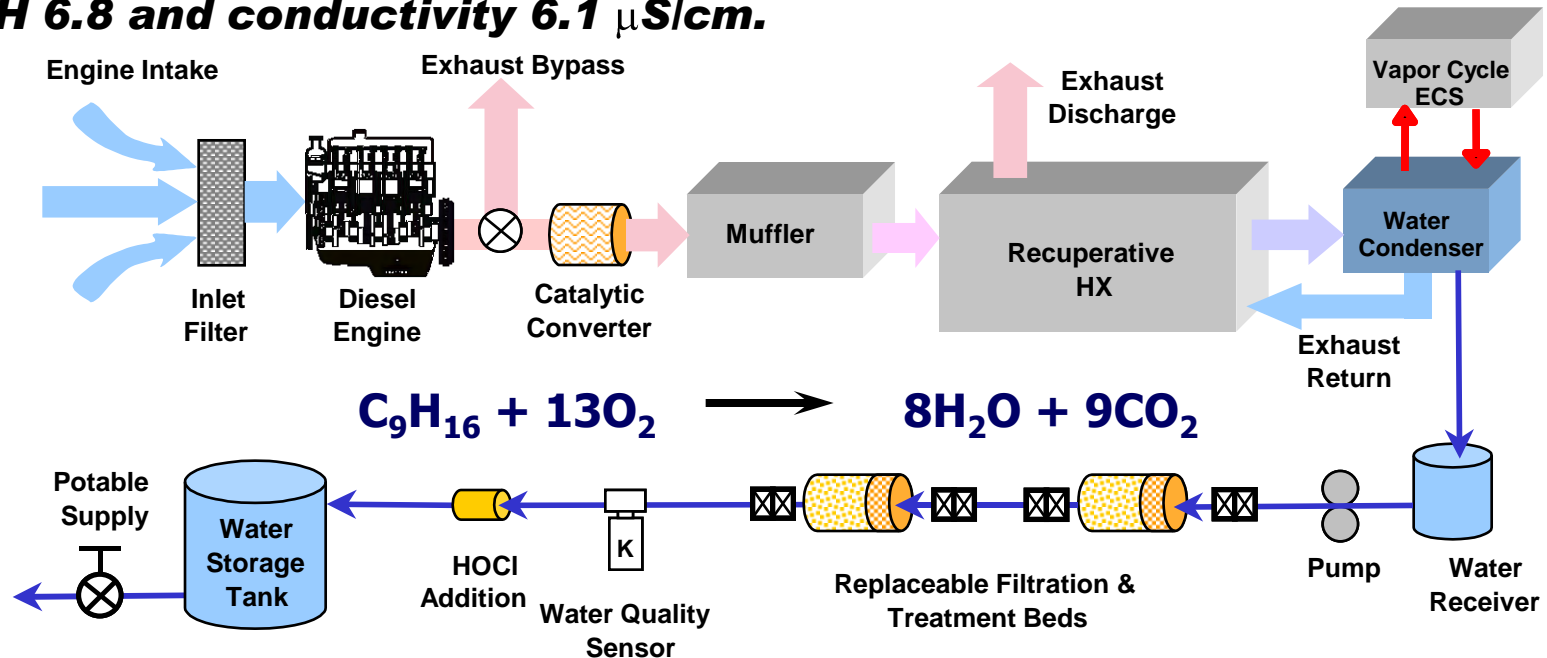 H 6.8 and conductivity 6.1 µS/cm.
Engine Intake
Exhaust Bypass
Exhaust
Discharge
Vapor Cycle
ECS
Muffler
Recuperative
HX
Water
Condenser
Inlet
Filter
Diesel
Engine
Catalytic
Converter
Exhaust
Return
C₉H₁₆ + 13O₂ → 8H₂O + 9CO₂
Potable
Supply
Water
Storage
Tank
HOCl
Addition
K
Water Quality
Sensor
Replaceable Filtration &
Treatment Beds
Pump
Water
Receiver